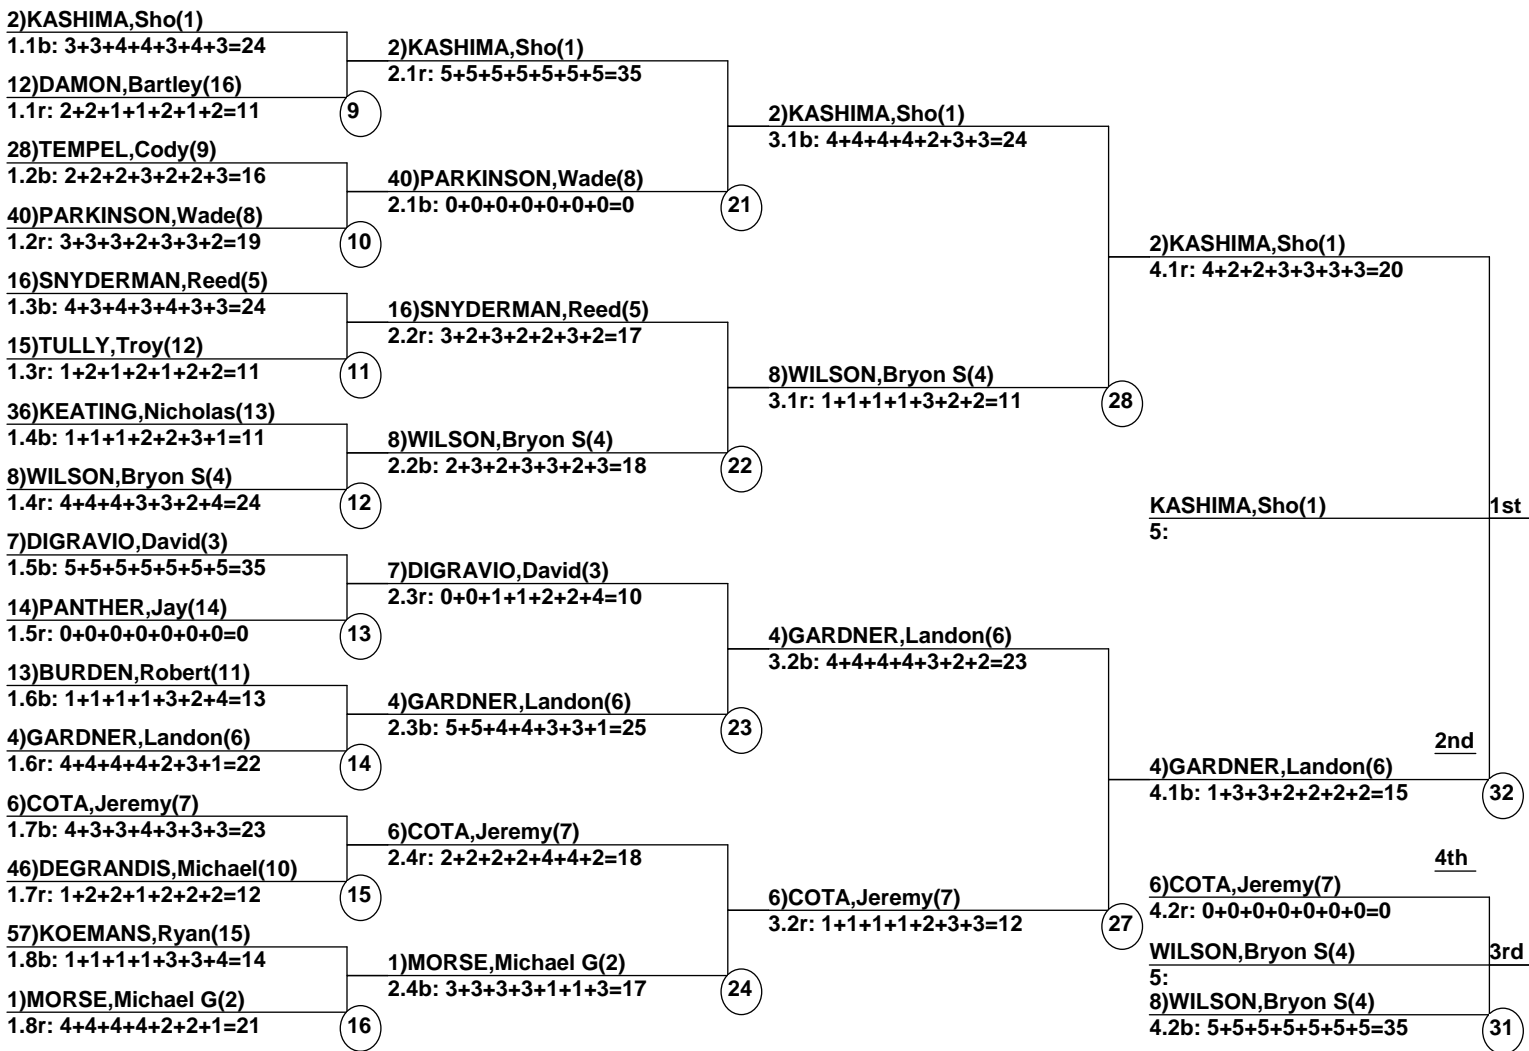 2)KASHIMA,Sho(1)
1.1b: 3+3+4+4+3+4+3=24
12)DAMON,Bartley(16)
1.1r: 2+2+1+1+2+1+2=11
9
28)TEMPEL,Cody(9)
1.2b: 2+2+2+3+2+2+3=16
40)PARKINSON,Wade(8)
1.2r: 3+3+3+2+3+3+2=19
10
16)SNYDERMAN,Reed(5)
1.3b: 4+3+4+3+4+3+3=24
15)TULLY,Troy(12)
1.3r: 1+2+1+2+1+2+2=11
11
36)KEATING,Nicholas(13)
1.4b: 1+1+1+2+2+3+1=11
8)WILSON,Bryon S(4)
1.4r: 4+4+4+3+3+2+4=24
12
7)DIGRAVIO,David(3)
1.5b: 5+5+5+5+5+5+5=35
14)PANTHER,Jay(14)
1.5r: 0+0+0+0+0+0+0=0
13
13)BURDEN,Robert(11)
1.6b: 1+1+1+1+3+2+4=13
4)GARDNER,Landon(6)
1.6r: 4+4+4+4+2+3+1=22
14
6)COTA,Jeremy(7)
1.7b: 4+3+3+4+3+3+3=23
46)DEGRANDIS,Michael(10)
1.7r: 1+2+2+1+2+2+2=12
15
57)KOEMANS,Ryan(15)
1.8b: 1+1+1+1+3+3+4=14
1)MORSE,Michael G(2)
1.8r: 4+4+4+4+2+2+1=21
16
2)KASHIMA,Sho(1)
2.1r: 5+5+5+5+5+5+5=35
40)PARKINSON,Wade(8)
2.1b: 0+0+0+0+0+0+0=0
21
16)SNYDERMAN,Reed(5)
2.2r: 3+2+3+2+2+3+2=17
8)WILSON,Bryon S(4)
2.2b: 2+3+2+3+3+2+3=18
22
7)DIGRAVIO,David(3)
2.3r: 0+0+1+1+2+2+4=10
4)GARDNER,Landon(6)
2.3b: 5+5+4+4+3+3+1=25
23
6)COTA,Jeremy(7)
2.4r: 2+2+2+2+4+4+2=18
1)MORSE,Michael G(2)
2.4b: 3+3+3+3+1+1+3=17
24
2)KASHIMA,Sho(1)
3.1b: 4+4+4+4+2+3+3=24
8)WILSON,Bryon S(4)
3.1r: 1+1+1+1+3+2+2=11
28
4)GARDNER,Landon(6)
3.2b: 4+4+4+4+3+2+2=23
6)COTA,Jeremy(7)
3.2r: 1+1+1+1+2+3+3=12
27
2)KASHIMA,Sho(1)
4.1r: 4+2+2+3+3+3+3=20
KASHIMA,Sho(1) 1st
5:
2nd
4)GARDNER,Landon(6)
4.1b: 1+3+3+2+2+2+2=15
32
4th
6)COTA,Jeremy(7)
4.2r: 0+0+0+0+0+0+0=0
WILSON,Bryon S(4) 3rd
5:
8)WILSON,Bryon S(4)
4.2b: 5+5+5+5+5+5+5=35
31